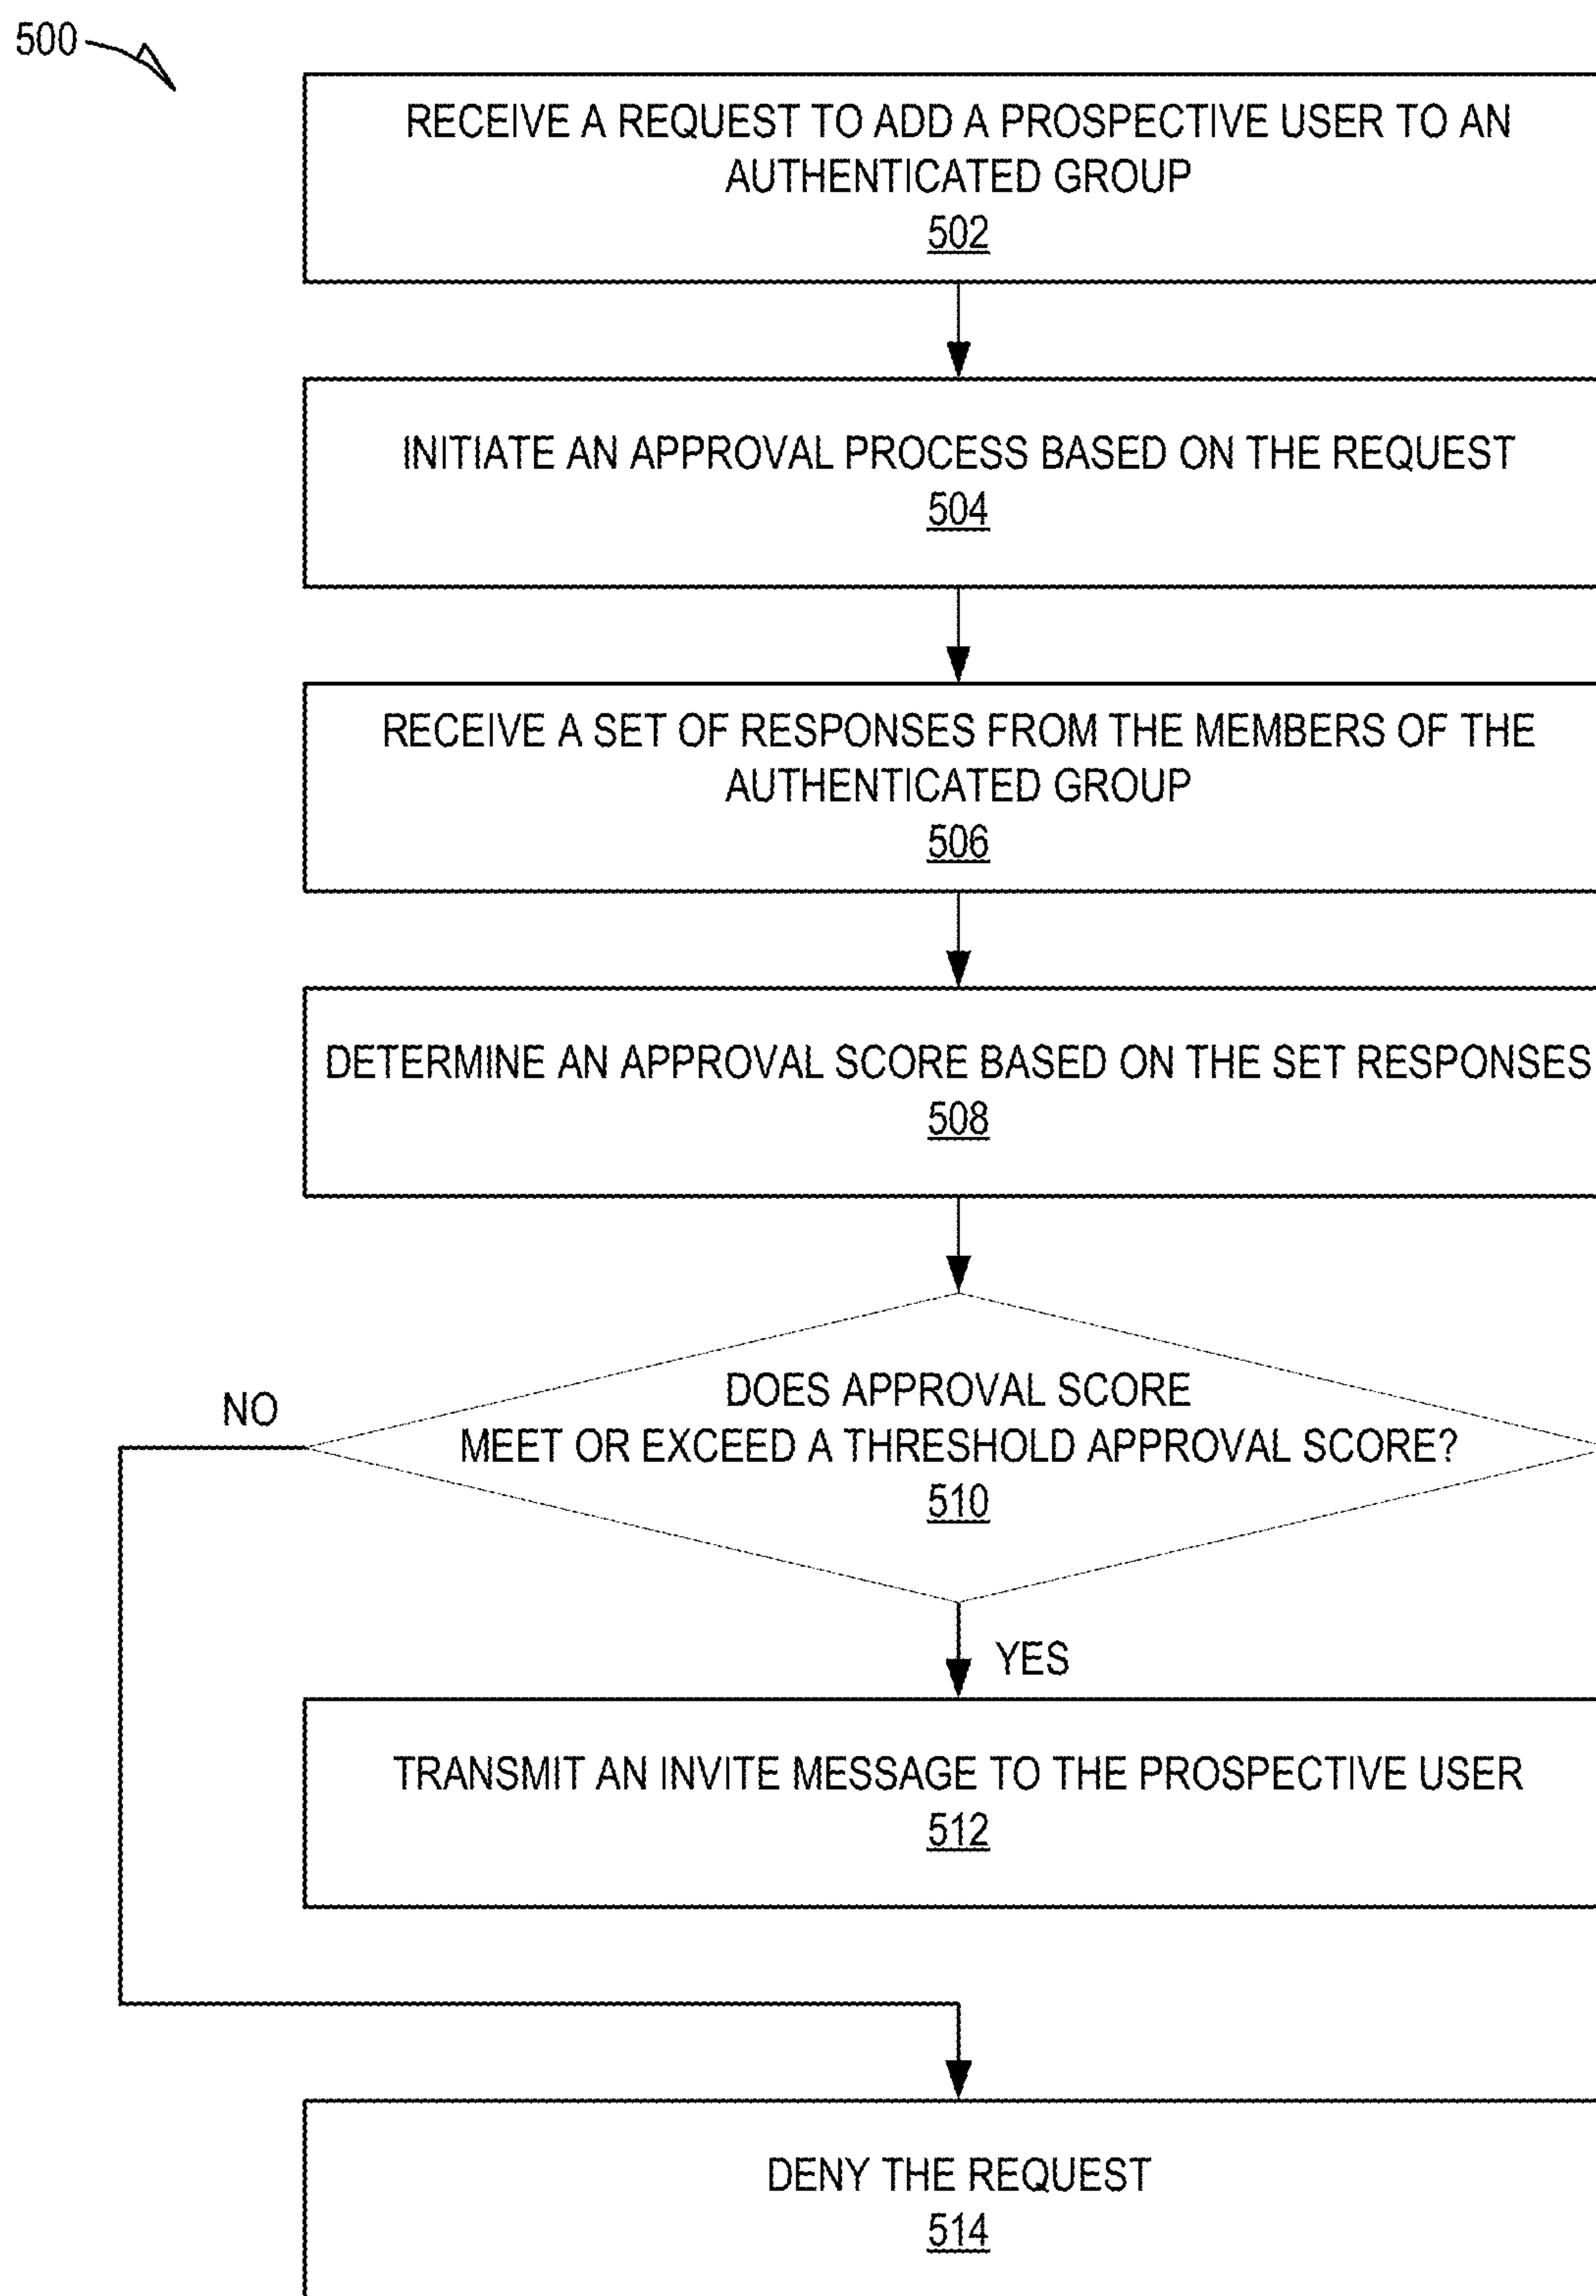 500
RECEIVE A REQUEST TO ADD A PROSPECTIVE USER TO AN
AUTHENTICATED GROUP
502
INITIATE AN APPROVAL PROCESS BASED ON THE REQUEST
504
RECEIVE A SET OF RESPONSES FROM THE MEMBERS OF THE
AUTHENTICATED GROUP
506
DETERMINE AN APPROVAL SCORE BASED ON THE SET RESPONSES
508
DOES APPROVAL SCORE
MEET OR EXCEED A THRESHOLD APPROVAL SCORE?
510
NO
YES
TRANSMIT AN INVITE MESSAGE TO THE PROSPECTIVE USER
512
DENY THE REQUEST
514